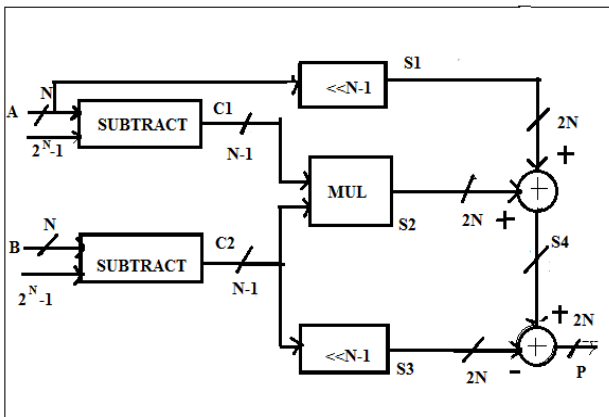 S1
N
<<N-1
A
SUBTRACT
C1
2N
2^N-1
N-1
+
MUL
+
S2
2N
+
N
C2
S4
B
SUBTRACT
2^N-1
N-1
+ 2N
<<N-1
+
S3
2N
-
P